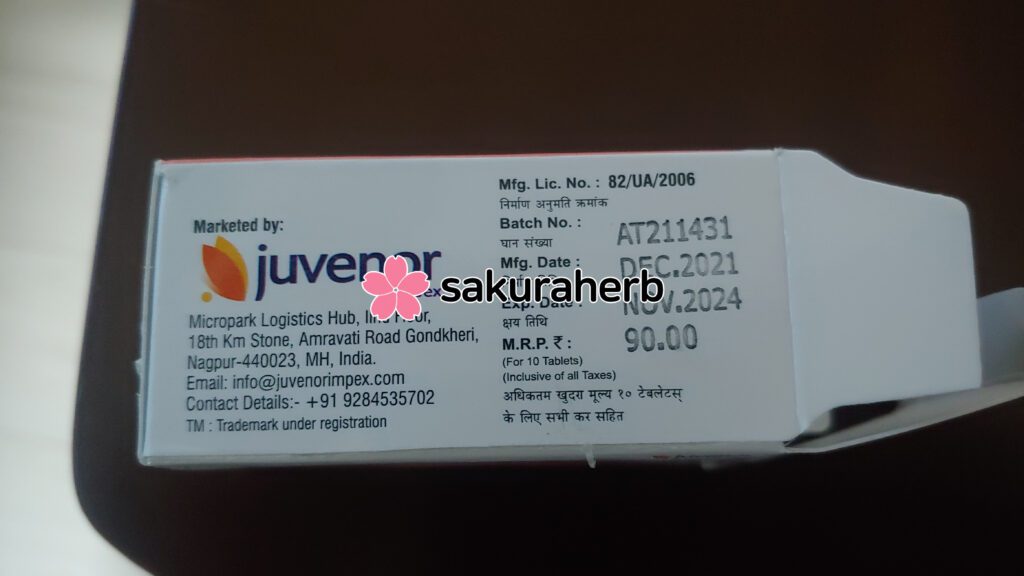 Marketed by:
juvenor
sakuraherb
Micropark Logistics Hub,
18th Km Stone, Amravati Road Gondkheri,
Nagpur-440023, MH, India.
Email: info@juvenorimpex.com
Contact Details:- +91 9284535702
TM : Trademark under registration
Mfg. Lic. No. : 82/UA/2006
निर्माण अनुमति क्रमांक
Batch No. : AT211431
घान संख्या
Mfg. Date : DEC.2021
Exp. Date : NOV.2024
क्षय तिथि
M.R.P. ₹ : 90.00
(For 10 Tablets)
(Inclusive of all Taxes)
अधिकतम खुदरा मूल्य १० टेबलेटस्
के लिए सभी कर सहित